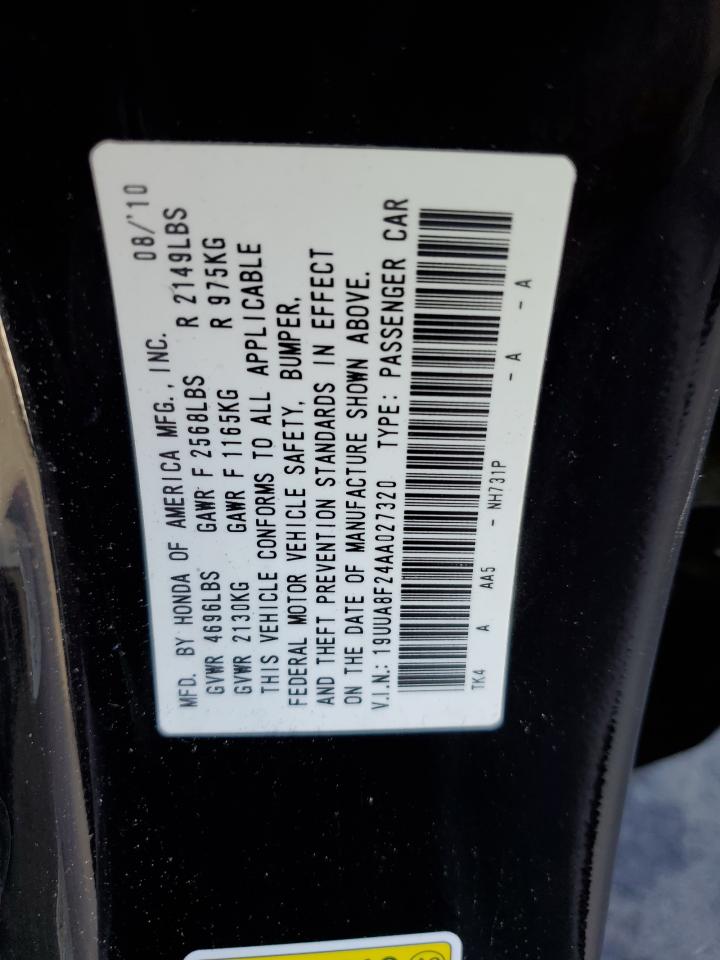 MFD. BY HONDA OF AMERICA MFG., INC. 08/'10
GVWR 4696LBS GAWR F 2568LBS R 2149LBS
GVWR 2130KG GAWR F 1165KG R 975KG
THIS VEHICLE CONFORMS TO ALL APPLICABLE
FEDERAL MOTOR VEHICLE SAFETY, BUMPER,
AND THEFT PREVENTION STANDARDS IN EFFECT
ON THE DATE OF MANUFACTURE SHOWN ABOVE.
V.I.N.: 19UUA8F24AA027320 TYPE: PASSENGER CAR
TK4 A AA5 - NH731P - A - A